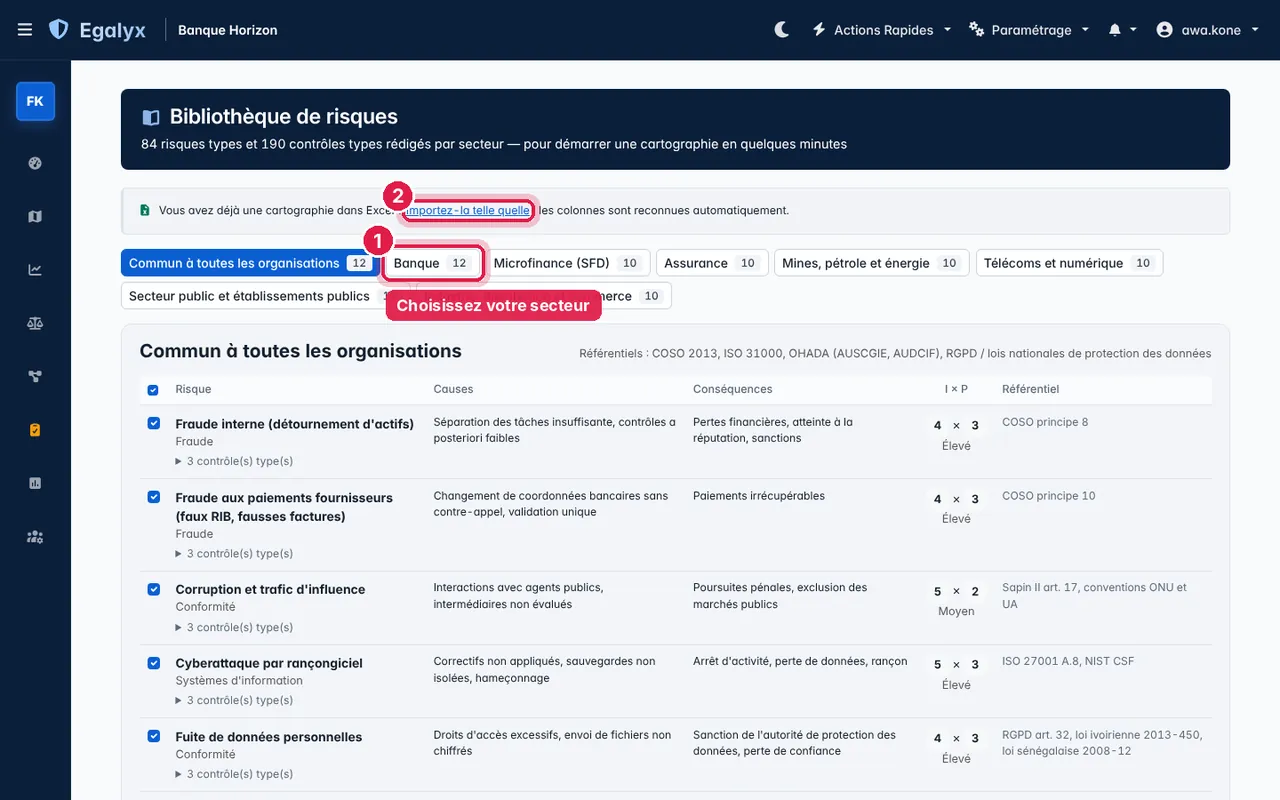 Egalyx
Banque Horizon
Actions Rapides
Paramétrage
awa.kone
FK
Bibliothèque de risques
84 risques types et 190 contrôles types rédigés par secteur — pour démarrer une cartographie en quelques minutes
2
Vous avez déjà une cartographie dans importez-la telle quelle les colonnes sont reconnues automatiquement.
1
Commun à toutes les organisations 12
Banque 12
Microfinance (SFD) 10
Assurance 10
Mines, pétrole et énergie 10
Télécoms et numérique 10
Secteur public et établissements publics
10
Choisissez votre secteur
Commun à toutes les organisations
Référentiels : COSO 2013, ISO 31000, OHADA (AUSCGIE, AUDCIF), RGPD / lois nationales de protection des données
Risque Causes Conséquences I × P Référentiel
Fraude interne (détournement d'actifs)
Fraude
3 contrôle(s) type(s)
Séparation des tâches insuffisante, contrôles a
posteriori faibles
Pertes financières, atteinte à la
réputation, sanctions
4 × 3
Élevé
COSO principe 8
Fraude aux paiements fournisseurs
(faux RIB, fausses factures)
Fraude
3 contrôle(s) type(s)
Changement de coordonnées bancaires sans
contre-appel, validation unique
Paiements irrécupérables
4 × 3
Élevé
COSO principe 10
Corruption et trafic d'influence
Conformité
3 contrôle(s) type(s)
Interactions avec agents publics,
intermédiaires non évalués
Poursuites pénales, exclusion des
marchés publics
5 × 2
Moyen
Sapin II art. 17, conventions ONU et
UA
Cyberattaque par rançongiciel
Systèmes d'information
3 contrôle(s) type(s)
Correctifs non appliqués, sauvegardes non
isolées, hameçonnage
Arrêt d'activité, perte de données, rançon
5 × 3
Élevé
ISO 27001 A.8, NIST CSF
Fuite de données personnelles
Conformité
3 contrôle(s) type(s)
Droits d'accès excessifs, envoi de fichiers non
chiffrés
Sanction de l'autorité de protection des
données, perte de confiance
4 × 3
Élevé
RGPD art. 32, loi ivoirienne 2013-450,
loi sénégalaise 2008-12